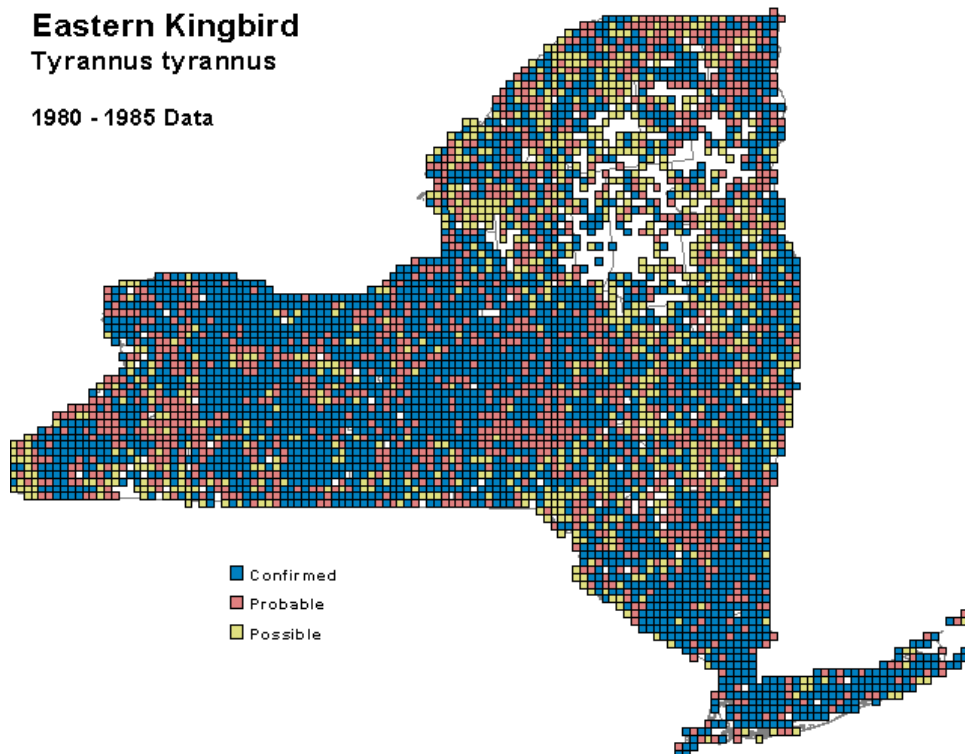 Eastern Kingbird
Tyrannus tyrannus
1980 - 1985 Data
Confirmed
Probable
Possible